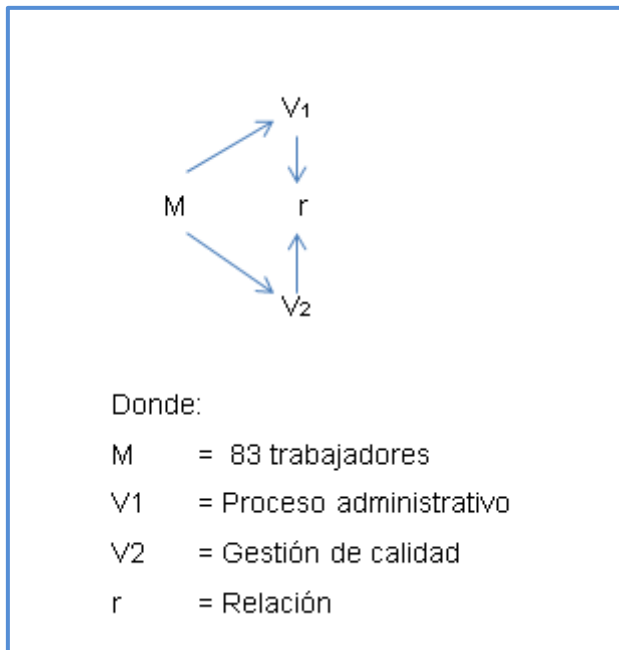 V1
M r
V2
Donde:
M = 83 trabajadores
V1 = Proceso administrativo
V2 = Gestión de calidad
r = Relación